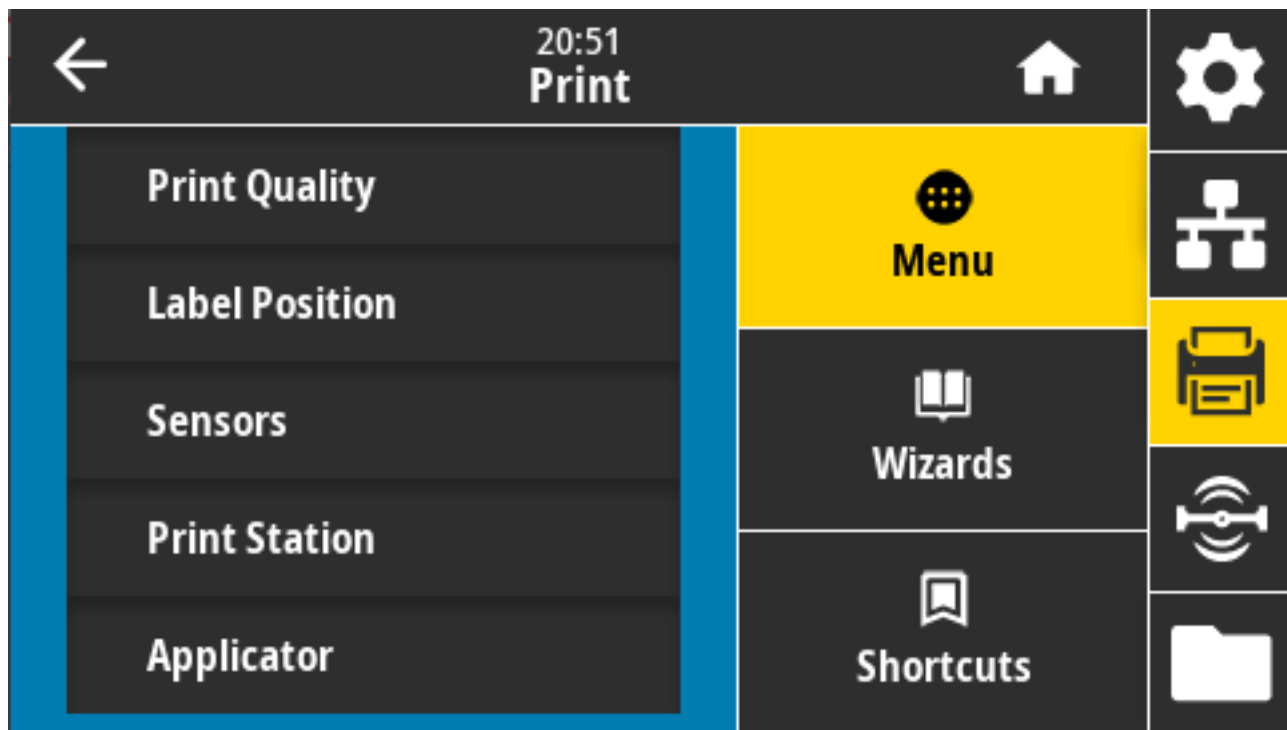 20:51
Print
Print Quality
Label Position
Sensors
Print Station
Applicator
Menu
Wizards
Shortcuts